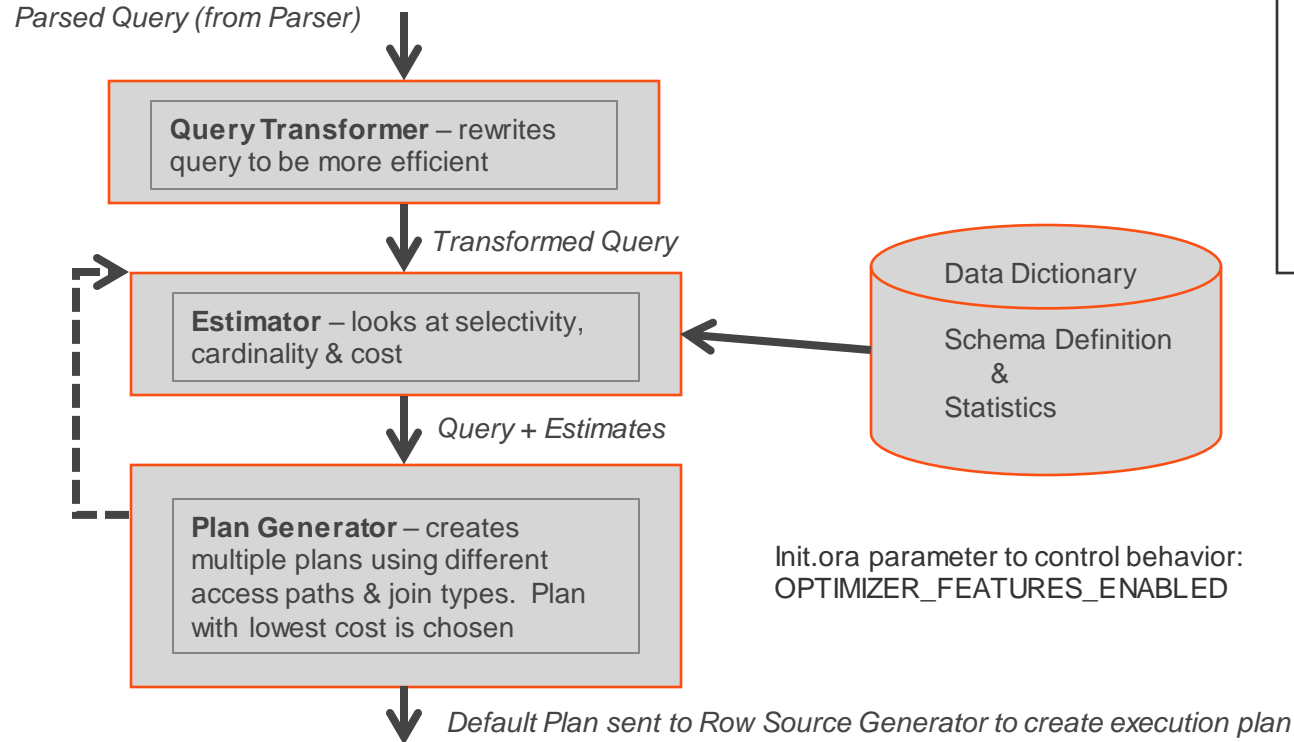 Parsed Query (from Parser)
Query Transformer – rewrites
query to be more efficient
Transformed Query
Estimator – looks at selectivity,
cardinality & cost
Data Dictionary
Schema Definition
&
Statistics
Query + Estimates
Plan Generator – creates
multiple plans using different
access paths & join types.  Plan
with lowest cost is chosen
Init.ora parameter to control behavior:
OPTIMIZER_FEATURES_ENABLED
Default Plan sent to Row Source Generator to create execution plan